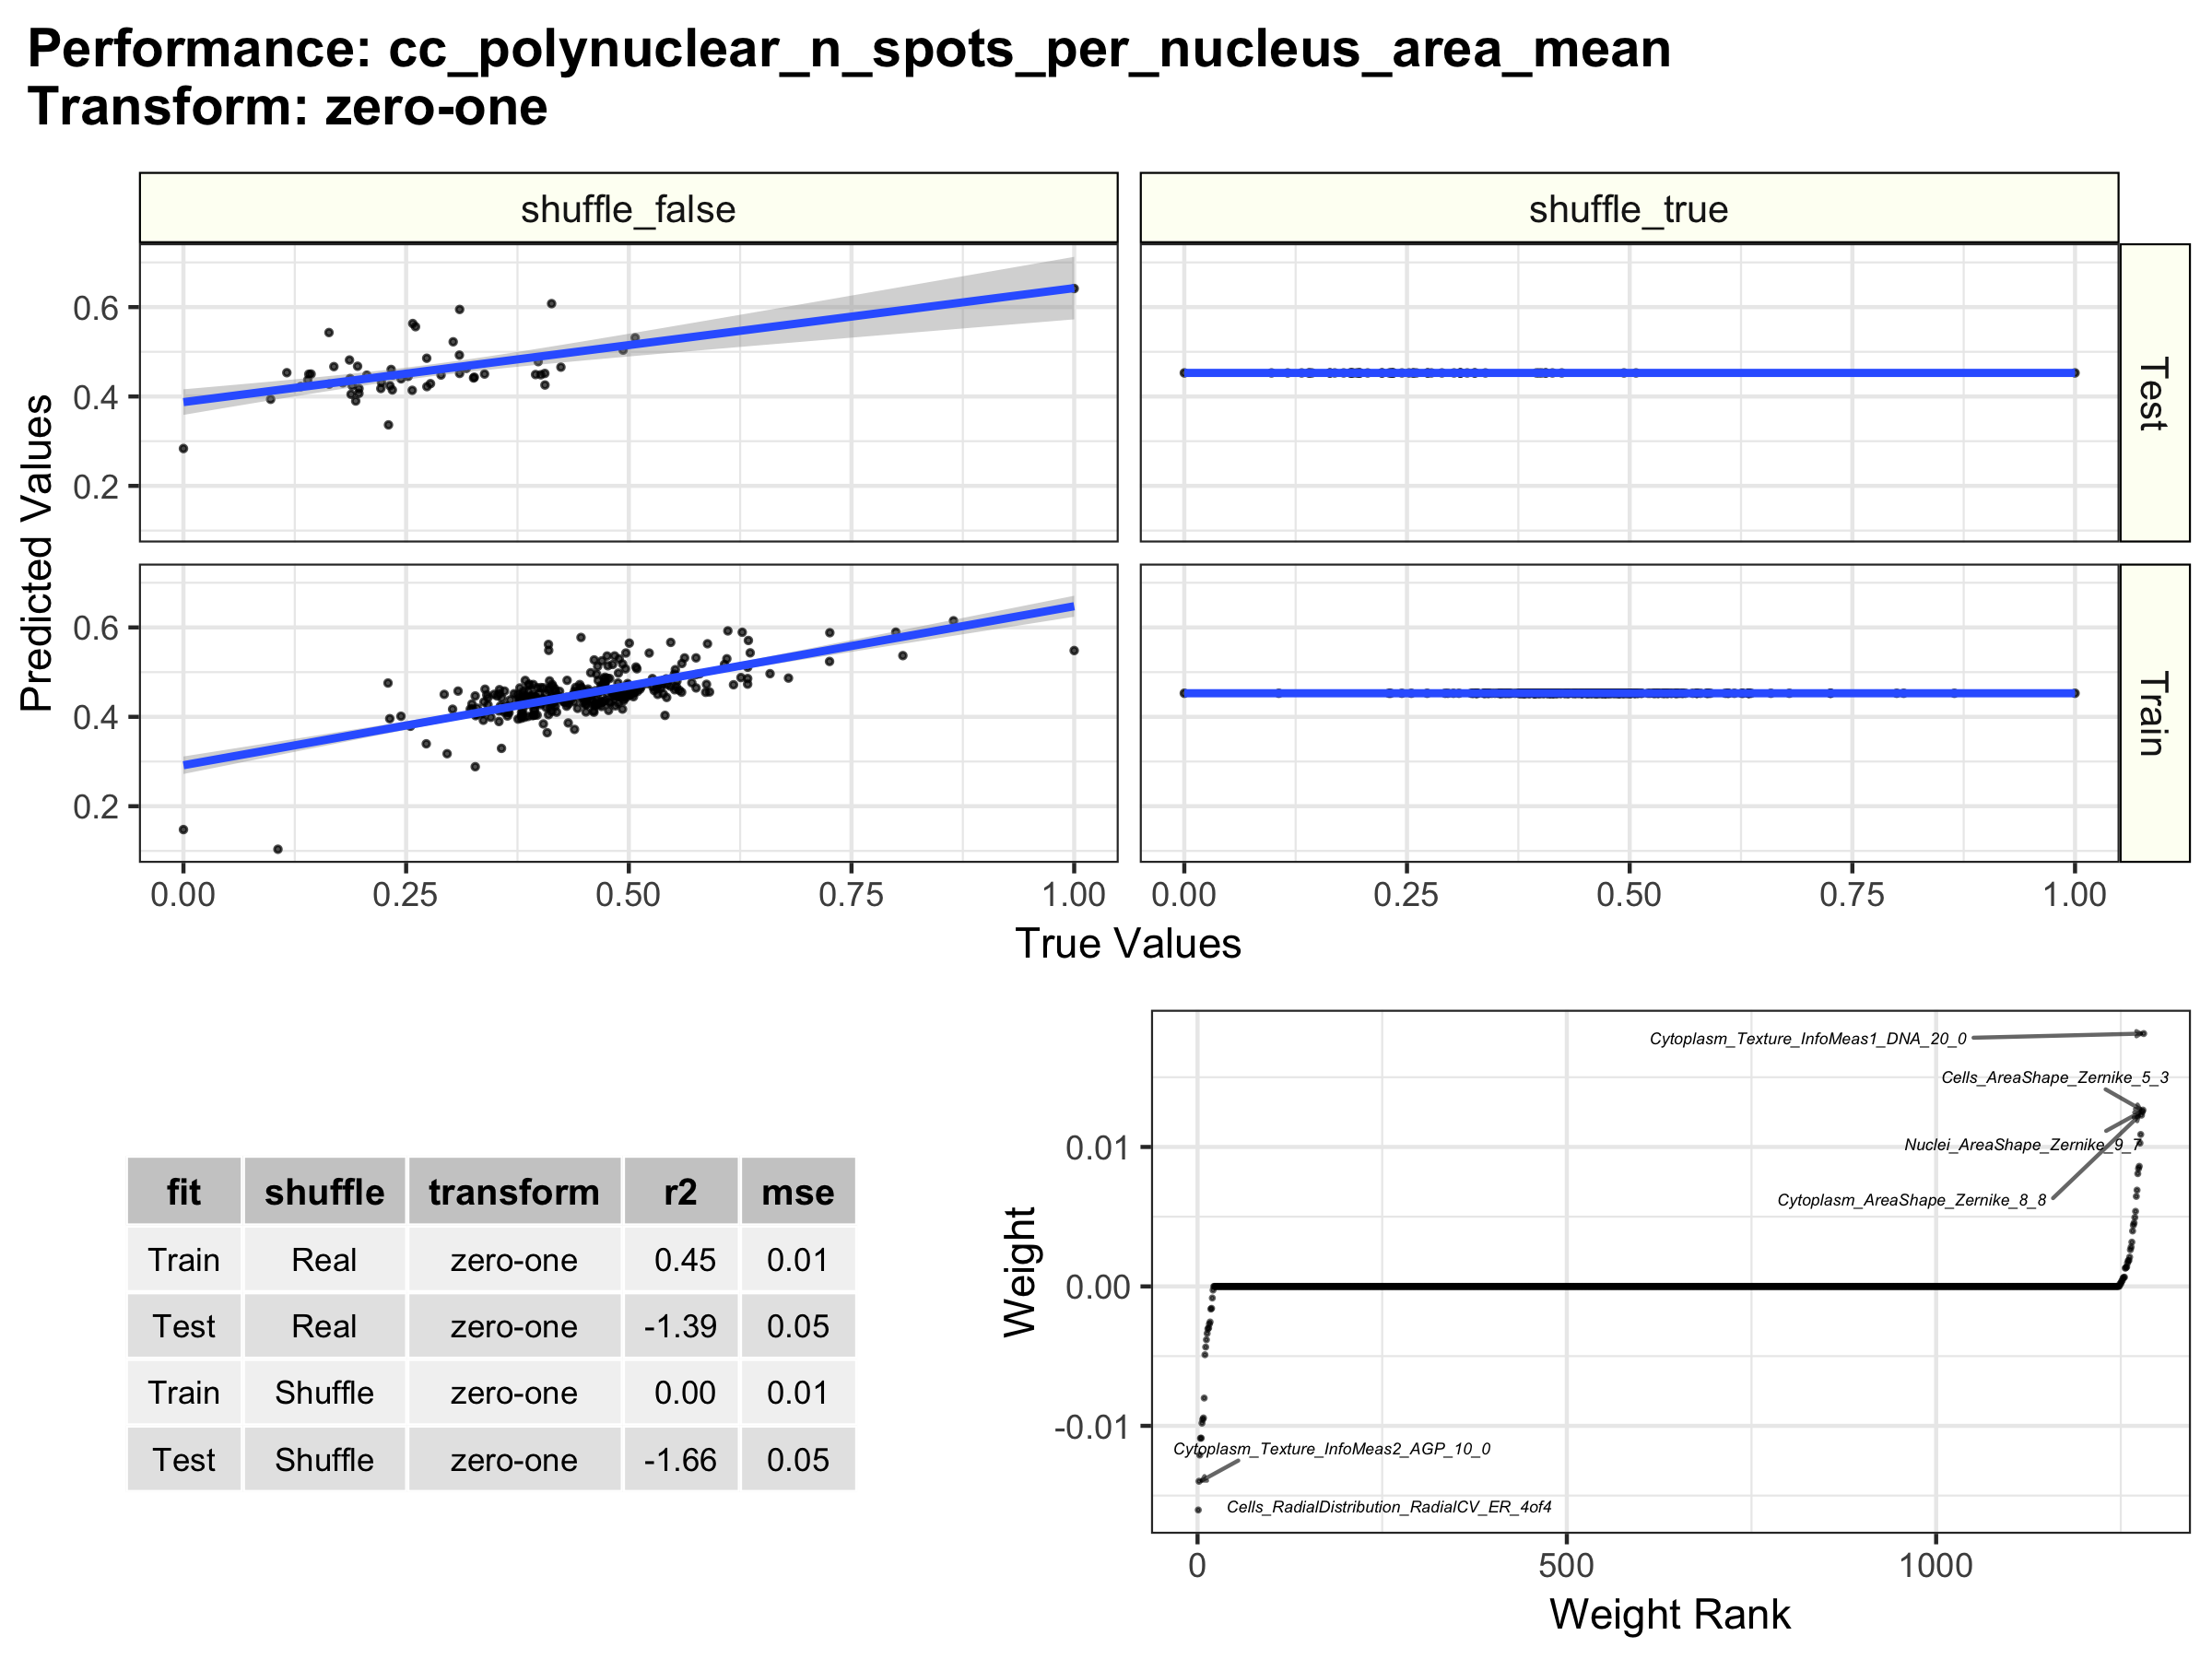 Performance: cc_polynuclear_n_spots_per_nucleus_area_mean
Transform: zero-one
shuffle_false
shuffle_true
Predicted Values
0.6
0.4
0.2
Test
0.6
0.4
0.2
Train
0.00
0.25
0.50
0.75
1.00
0.00
0.25
0.50
0.75
1.00
True Values
fit shuffle transform r2 mse
Train Real zero-one 0.45 0.01
Test Real zero-one -1.39 0.05
Train Shuffle zero-one 0.00 0.01
Test Shuffle zero-one -1.66 0.05
Weight
0.01
0.00
-0.01
Cytoplasm_Texture_InfoMeas1_DNA_20_0
Cells_AreaShape_Zernike_5_3
Nuclei_AreaShape_Zernike_9_7
Cytoplasm_AreaShape_Zernike_8_8
Cytoplasm_Texture_InfoMeas2_AGP_10_0
Cells_RadialDistribution_RadialCV_ER_4of4
0
500
1000
Weight Rank